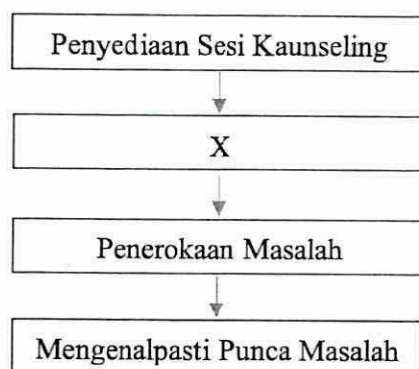 Penyediaan Sesi Kaunseling
X
Penerokaan Masalah
Mengenalpasti Punca Masalah